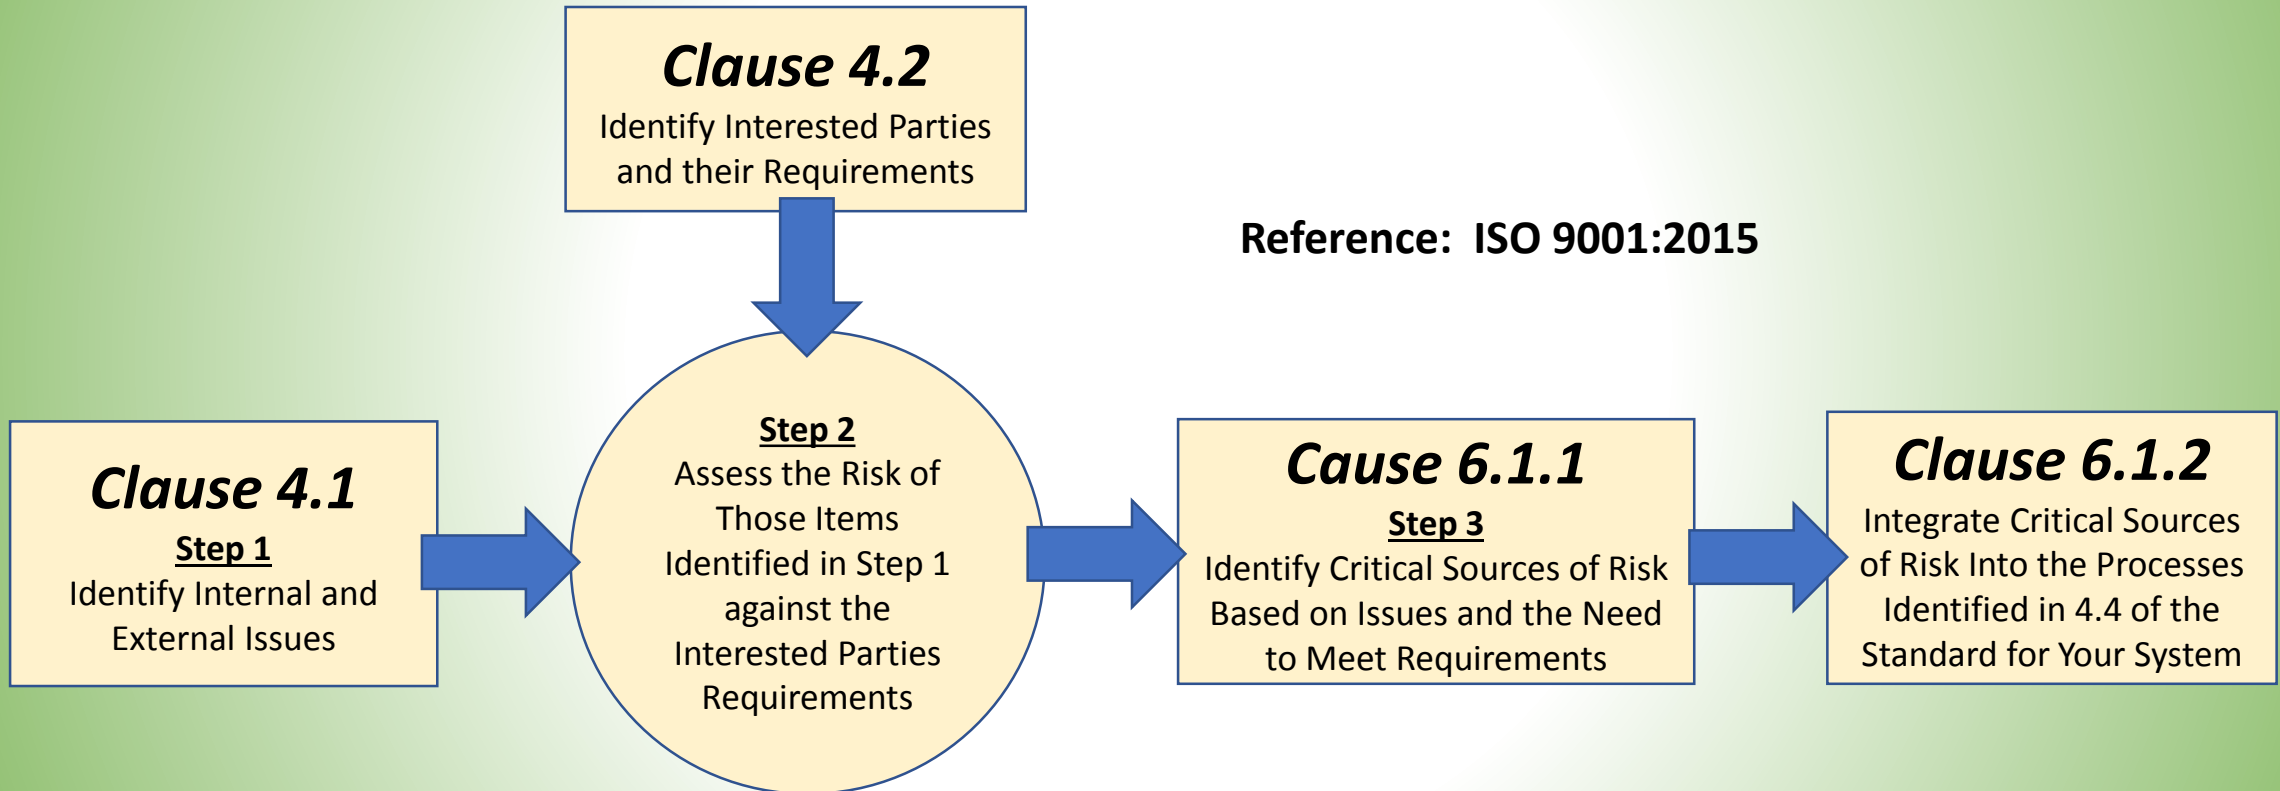 Clause 4.2
Identify Interested Parties
and their Requirements
Reference: ISO 9001:2015
Clause 4.1
Step 1
Identify Internal and
External Issues
Step 2
Assess the Risk of
Those Items
Identified in Step 1
against the
Interested Parties
Requirements
Cause 6.1.1
Step 3
Identify Critical Sources of Risk
Based on Issues and the Need
to Meet Requirements
Clause 6.1.2
Integrate Critical Sources
of Risk Into the Processes
Identified in 4.4 of the
Standard for Your System